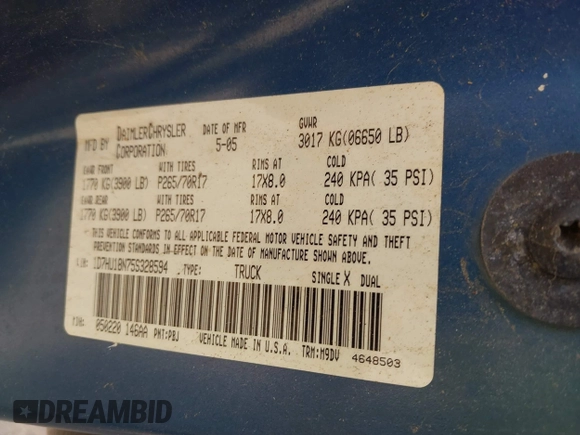 MFD BY DAIMLERCHRYSLER CORPORATION
DATE OF MFR 5-05
GVWR 3017 KG(06650 LB)
GAWR FRONT WITH TIRES RIMS AT COLD
1770 KG(3900 LB) P265/70R17 17X8.0 240 KPA( 35 PSI)
GAWR REAR WITH TIRES RIMS AT COLD
1770 KG(3900 LB) P265/70R17 17X8.0 240 KPA( 35 PSI)
THIS VEHICLE CONFORMS TO ALL APPLICABLE FEDERAL MOTOR VEHICLE SAFETY AND THEFT
PREVENTION STANDARDS IN-EFFECT ON THE DATE OF MANUFACTURE SHOWN ABOVE.
VIN: 1D7HU18N75S328594 TYPE: TRUCK SINGLE X DUAL
MDH: 050220 146AA PNT:PBJ VEHICLE MADE IN U.S.A. TRM:M9DV 4648503
DREAMBID